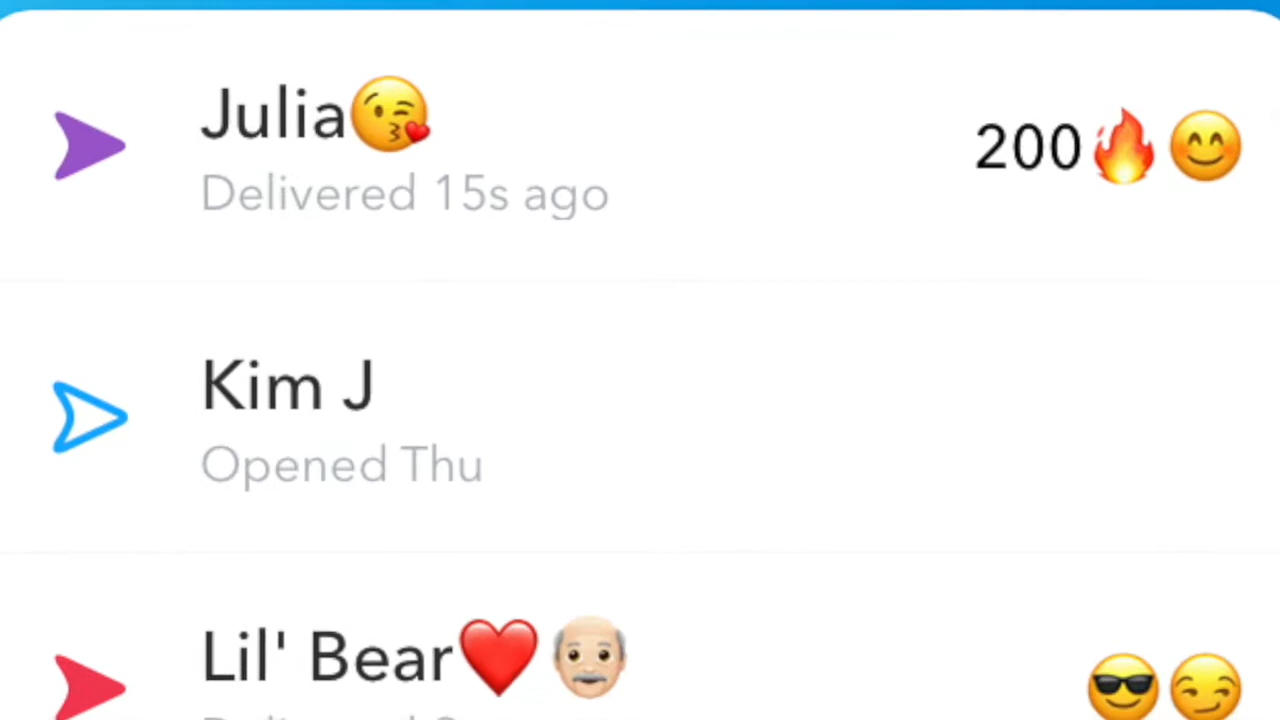 Julia😘
Delivered 15s ago
200🔥😊
Kim J
Opened Thu
Lil' Bear❤️👴🏻
😎😏